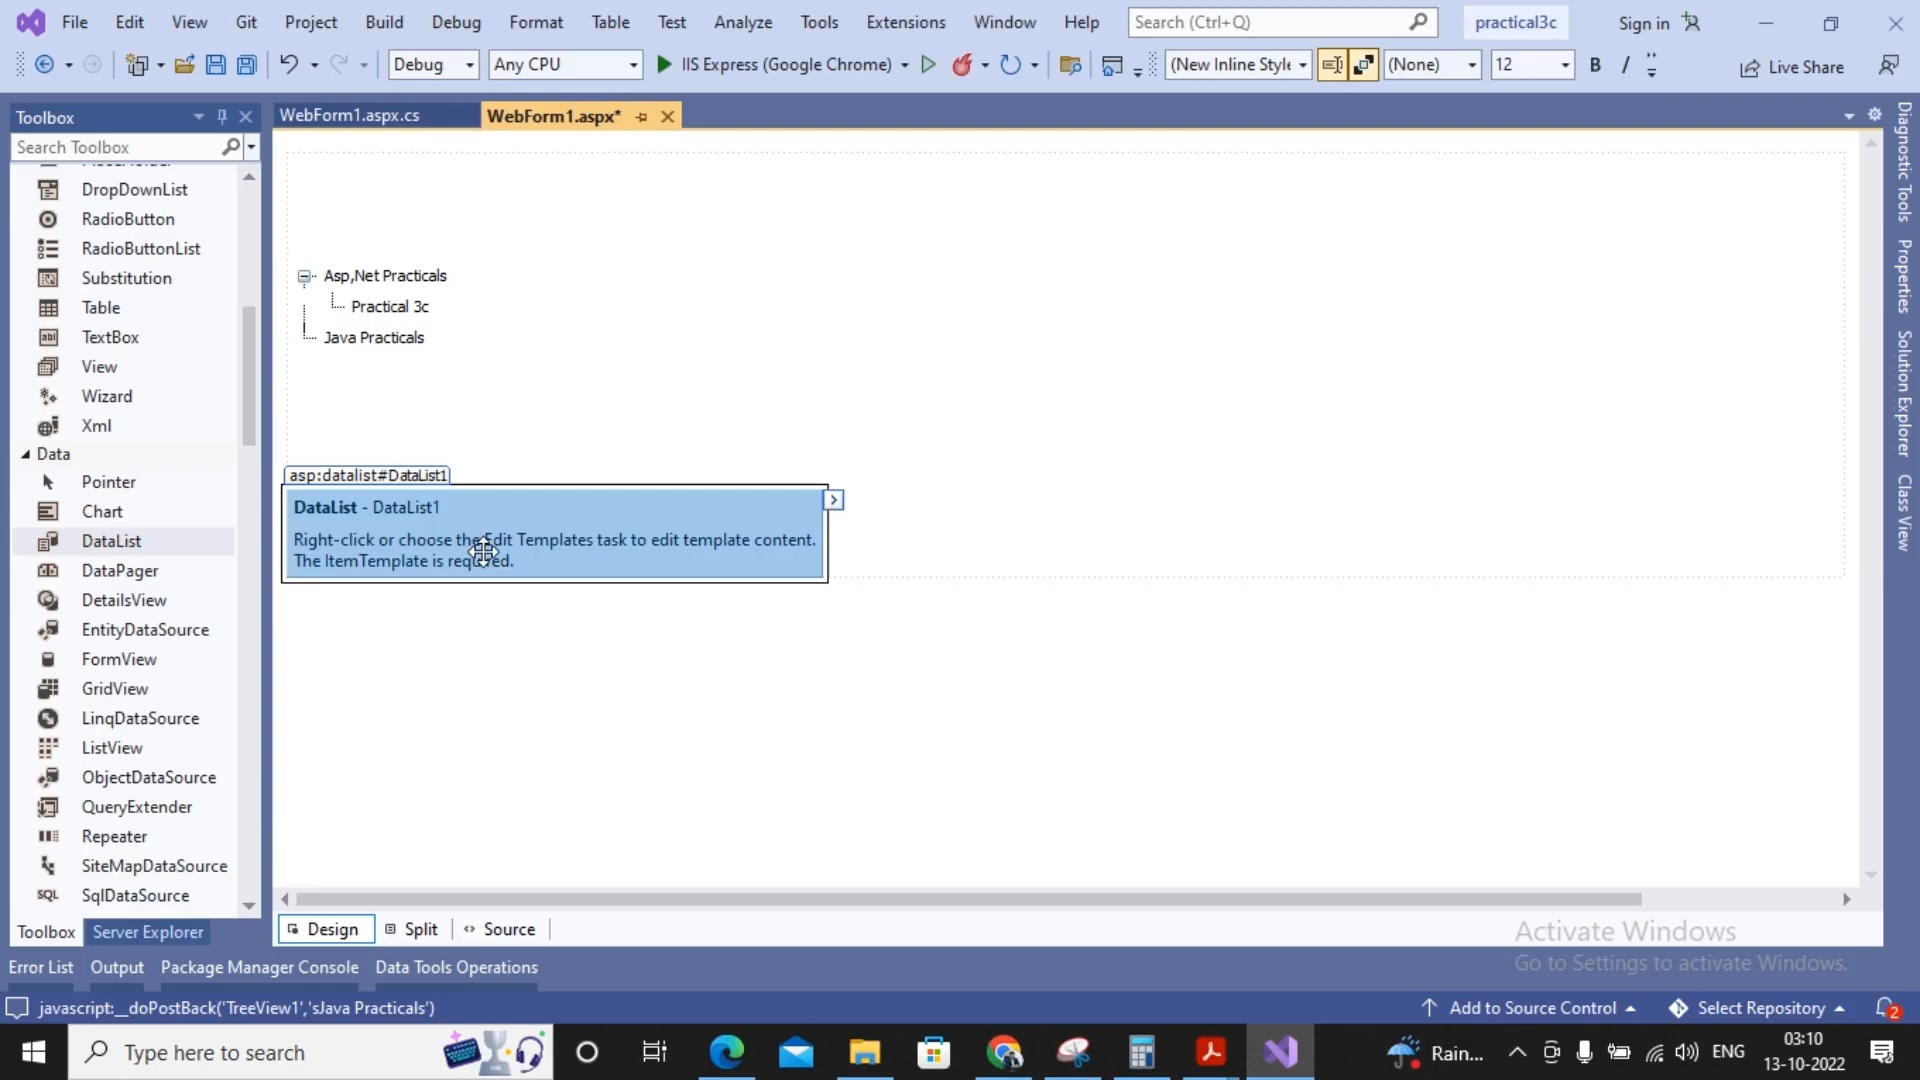 File Edit View Git Project Build Debug Format Table Test Analyze Tools Extensions Window Help Search (Ctrl+Q) practical3c Sign in
Debug Any CPU IIS Express (Google Chrome) (New Inline Style (None) 12 B I Live Share
Toolbox
Search Toolbox
DropDownList
RadioButton
RadioButtonList
Substitution
Table
TextBox
View
Wizard
Xml
Data
Pointer
Chart
DataList
DataPager
DetailsView
EntityDataSource
FormView
GridView
LinqDataSource
ListView
ObjectDataSource
QueryExtender
Repeater
SiteMapDataSource
SqlDataSource
Toolbox Server Explorer
WebForm1.aspx.cs WebForm1.aspx*
Asp,Net Practicals
Practical 3c
Java Practicals
asp:datalist#DataList1
DataList - DataList1
Right-click or choose the Edit Templates task to edit template content.
The ItemTemplate is required.
Design Split Source
Diagnostic Tools
Properties
Solution Explorer
Class View
Activate Windows
Go to Settings to activate Windows.
Error List Output Package Manager Console Data Tools Operations
javascript:__doPostBack('TreeView1','sJava Practicals') Add to Source Control Select Repository 2
Type here to search Rain... ENG 03:10
13-10-2022